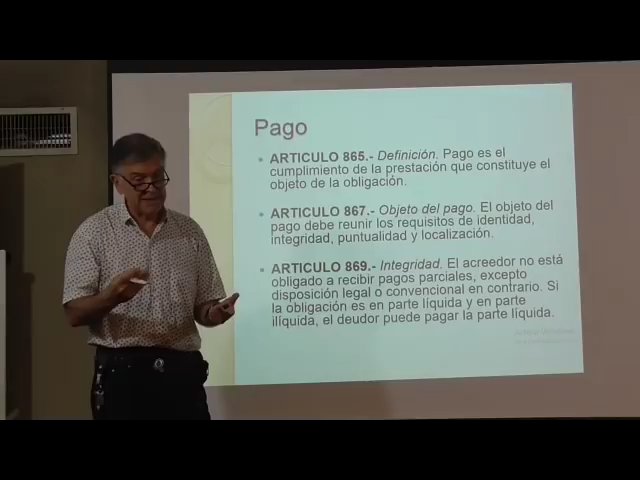 Pago
ARTICULO 865.- Definición. Pago es el
cumplimiento de la prestación que constituye el
objeto de la obligación.
ARTICULO 867.- Objeto del pago. El objeto del
pago debe reunir los requisitos de identidad,
integridad, puntualidad y localización.
ARTICULO 869.- Integridad. El acreedor no está
obligado a recibir pagos parciales, excepto
disposición legal o convencional en contrario. Si
la obligación es en parte líquida y en parte
ilíquida, el deudor puede pagar la parte líquida.